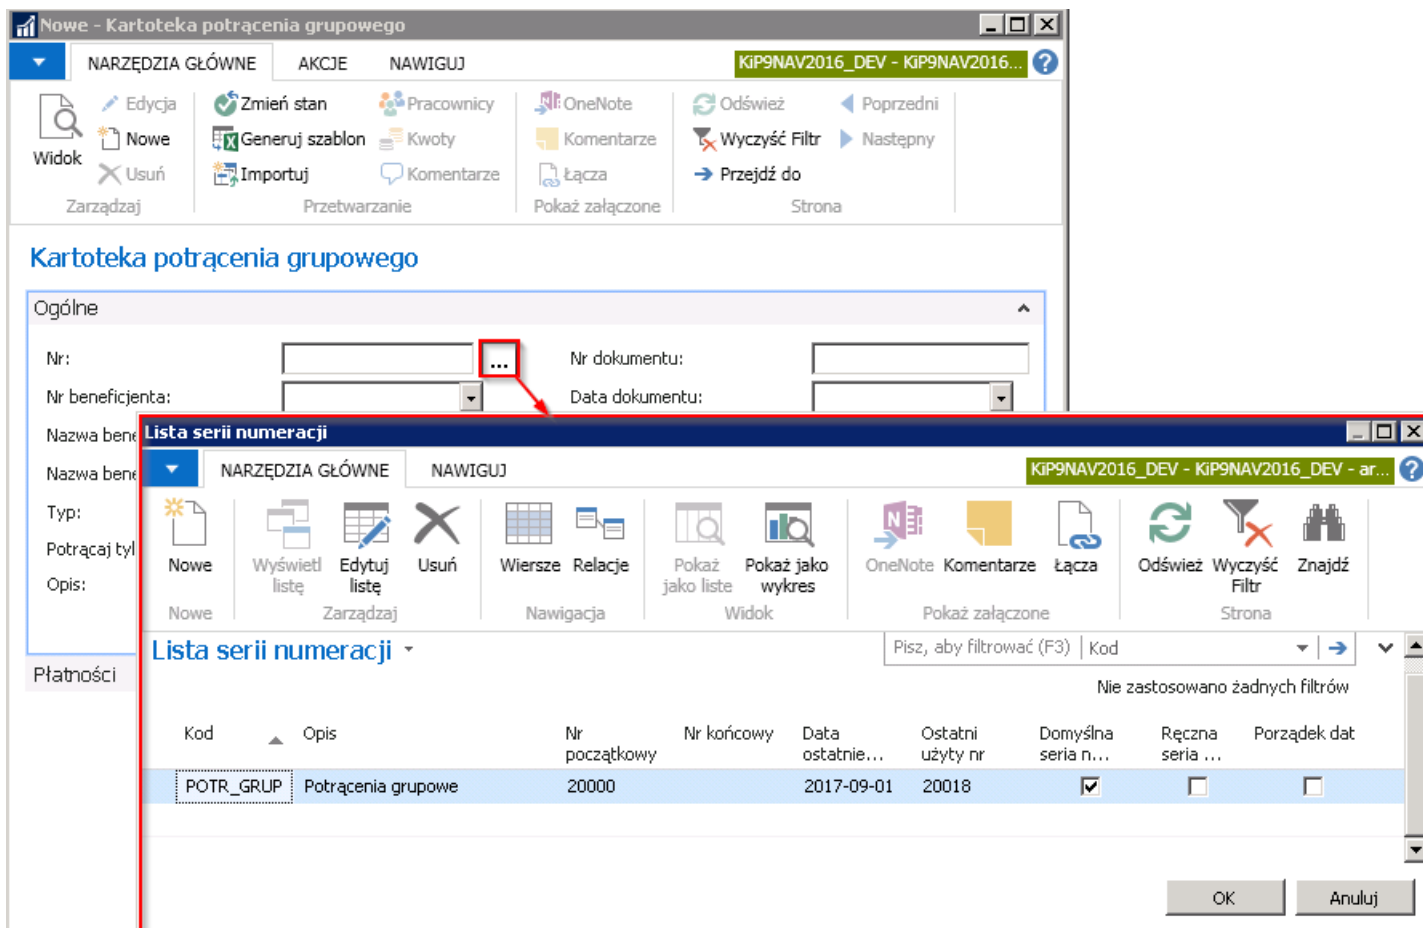 Nowe - Kartoteka potrącenia grupowego
NARZĘDZIA GŁÓWNE AKCJE NAWIGUJ KiP9NAV2016_DEV - KiP9NAV2016...
Widok
Edycja
Nowe
Usuń
Zarządzaj
Zmień stan
Generuj szablon
Importuj
Pracownicy
Kwoty
Komentarze
Przetwarzanie
OneNote
Komentarze
Łącza
Pokaż załączone
Odśwież
Wyczyść Filtr
Przejdź do
Poprzedni
Następny
Strona
Kartoteka potrącenia grupowego
Ogólne
Nr: ... Nr dokumentu:
Nr beneficjenta: Data dokumentu:
Nazwa bene
Nazwa bene
Typ:
Potrącaj tyl
Opis:
Płatności
Lista serii numeracji
NARZĘDZIA GŁÓWNE NAWIGUJ KiP9NAV2016_DEV - KiP9NAV2016_DEV - ar...
Nowe
Nowe
Wyświetl
listę
Edytuj
listę
Usuń
Zarządzaj
Wiersze Relacje
Nawigacja
Pokaż
jako liste
Pokaż jako
wykres
Widok
OneNote Komentarze Łącza
Pokaż załączone
Odśwież
Wyczyść
Filtr
Znajdź
Strona
Lista serii numeracji
Pisz, aby filtrować (F3) Kod
Nie zastosowano żadnych filtrów
Kod Opis Nr początkowy Nr końcowy Data ostatnie... Ostatni użyty nr Domyślna seria n... Ręczna seria ... Porządek dat
POTR_GRUP Potrącenia grupowe 20000 2017-09-01 20018
OK Anuluj